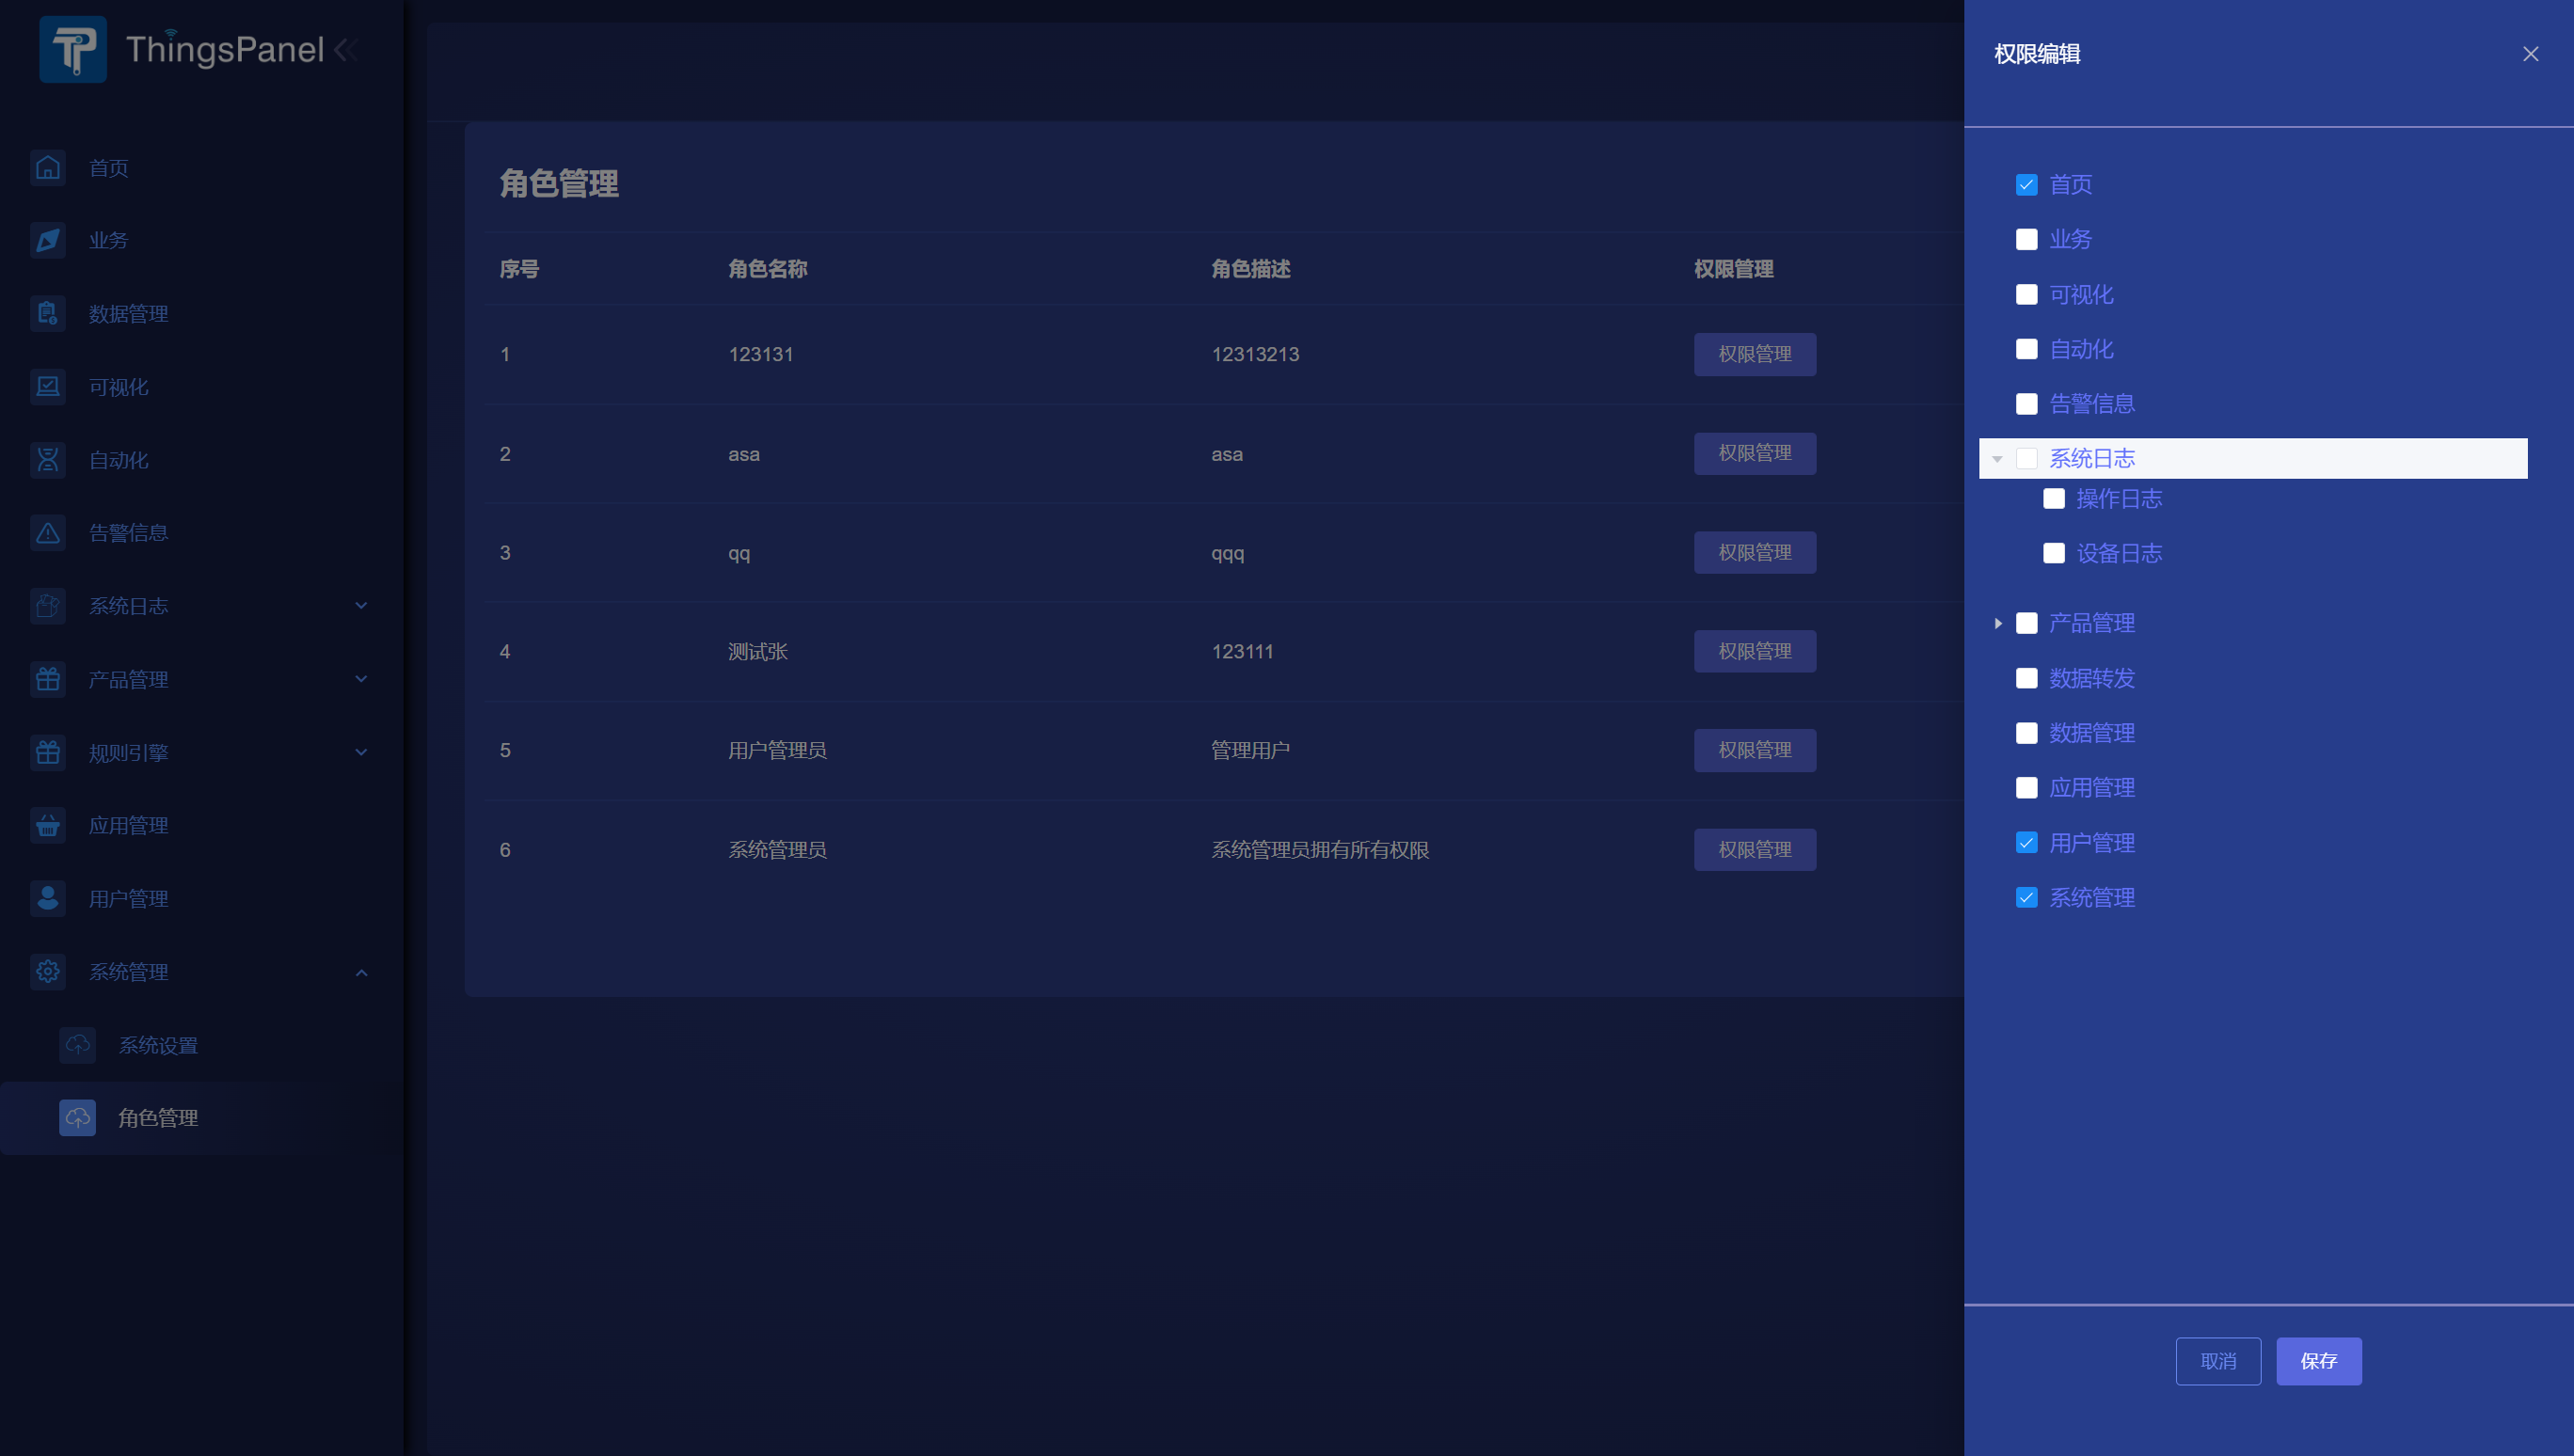 ThingsPanel
首页
业务
数据管理
可视化
自动化
告警信息
系统日志
产品管理
规则引擎
应用管理
用户管理
系统管理
系统设置
角色管理
角色管理
序号 角色名称 角色描述 权限管理
1 123131 12313213 权限管理
2 asa asa 权限管理
3 qq qqq 权限管理
4 测试张 123111 权限管理
5 用户管理员 管理用户 权限管理
6 系统管理员 系统管理员拥有所有权限 权限管理
权限编辑
首页
业务
可视化
自动化
告警信息
系统日志
操作日志
设备日志
产品管理
数据转发
数据管理
应用管理
用户管理
系统管理
取消 保存